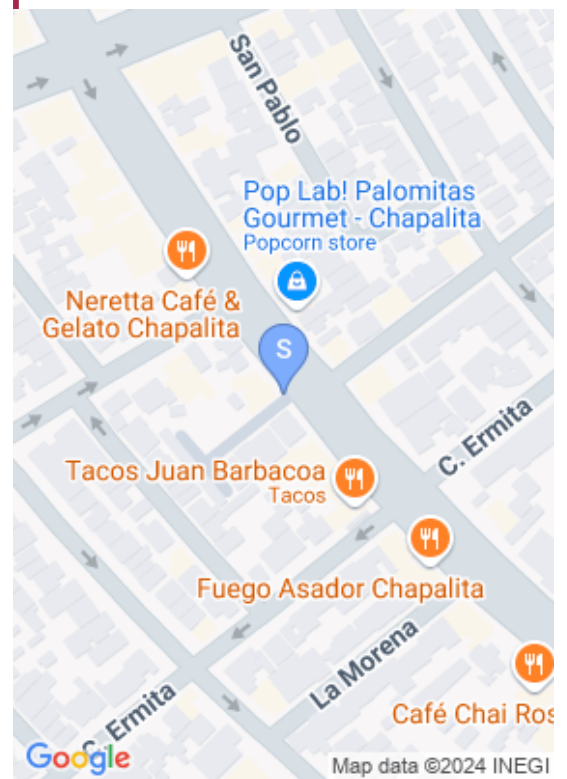 San Pablo
Pop Lab! Palomitas
Gourmet - Chapalita
Popcorn store
Neretta Café &
Gelato Chapalita
S
C. Ermita
Tacos Juan Barbacoa
Tacos
Fuego Asador Chapalita
La Morena
C. Ermita
Café Chai Ros
Google
Map data ©2024 INEGI